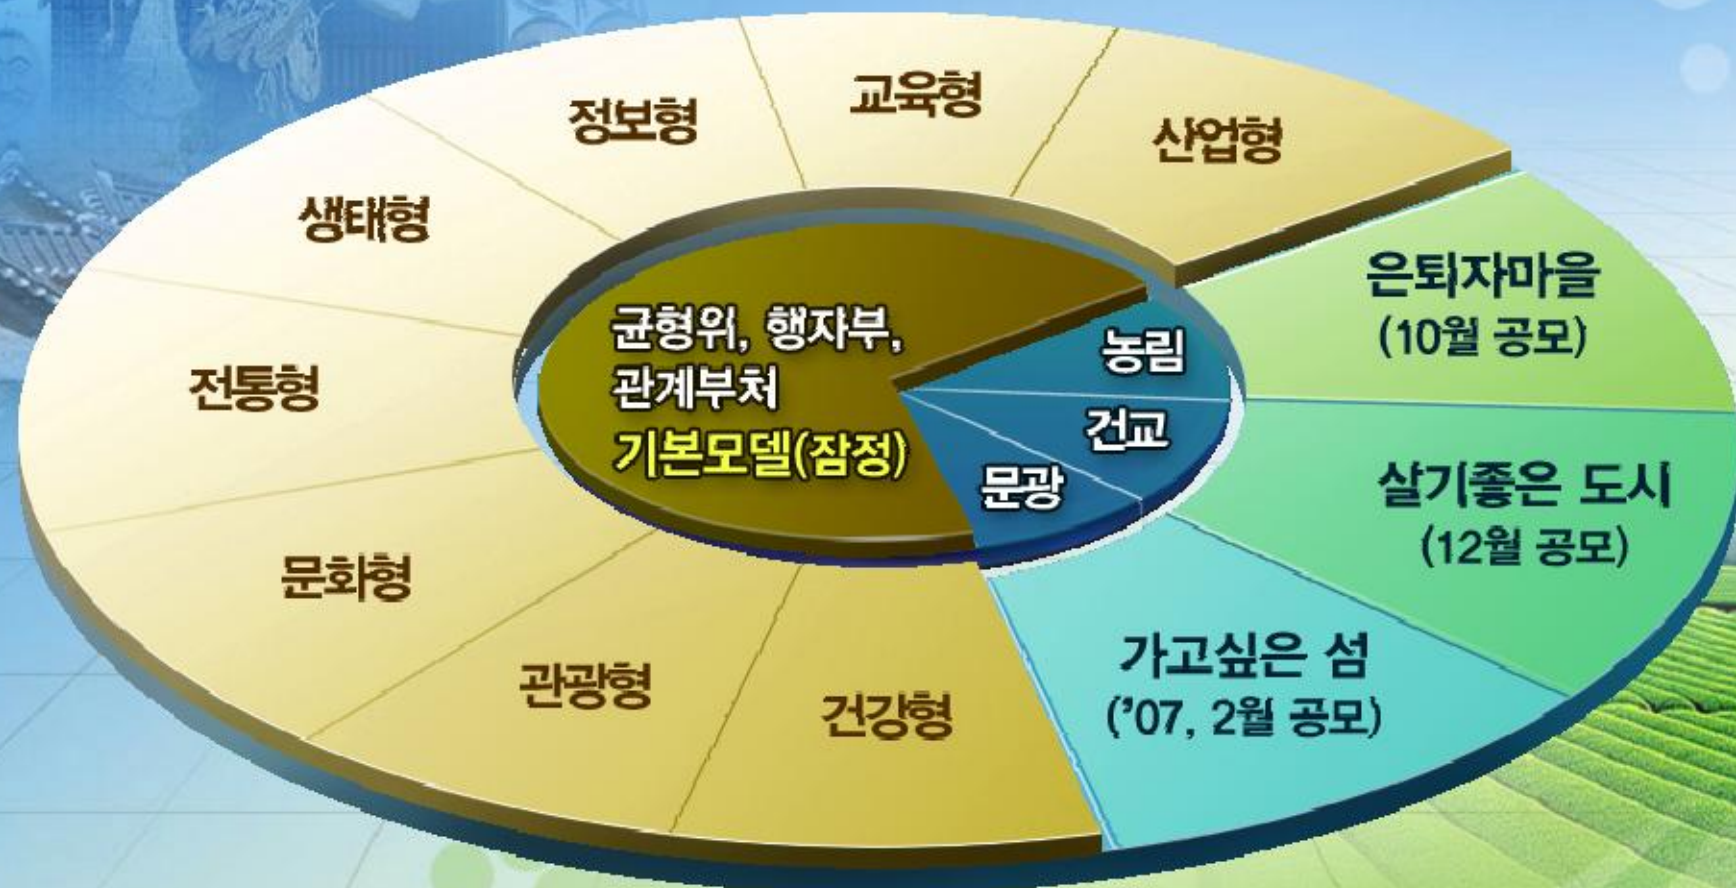 정보형
교육형
산업형
생태형
전통형
문화형
관광형
건강형
균형위, 행자부,
관계부처
기본모델(잠정)
농림
건교
문광
은퇴자마을
(10월 공모)
살기좋은 도시
(12월 공모)
가고싶은 섬
('07, 2월 공모)